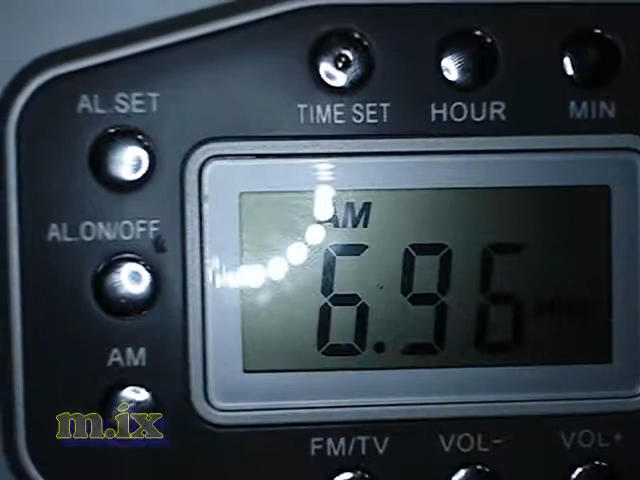 TIME SET HOUR MIN
AL.SET
AL.ON/OFF
AM
6.96
AM
m.ix
FM/TV VOL- VOL+